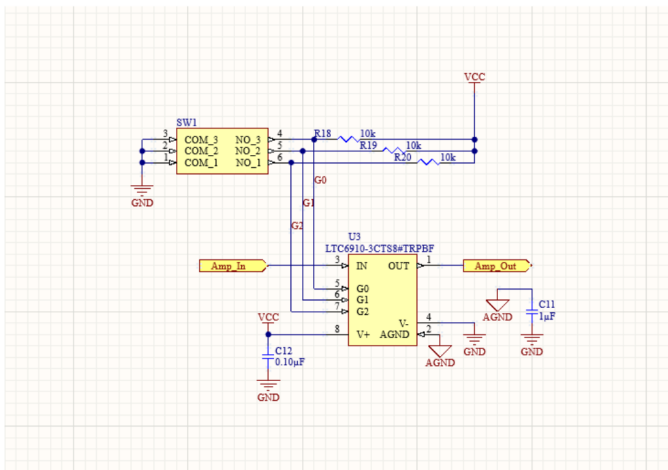 VCC
SW1
3 COM_3 NO_3 4 R18 10k
2 COM_2 NO_2 5 R19 10k
1 COM_1 NO_1 6 R20 10k
GND
G0
G1
G2
U3
LTC6910-3CTS8#TRPBF
Amp_In 3 IN OUT 1 Amp_Out
5 G0
6 G1
7 G2
V- 4
8 V+ AGND 2
AGND
GND
AGND
C11
1µF
GND
VCC
C12
0.10µF
GND